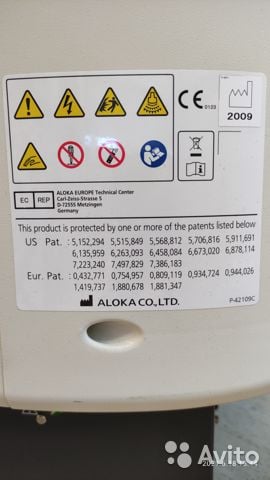 CE 0123
2009
EC REP
ALOKA EUROPE Technical Center
Carl-Zeiss-Strasse 5
D-72555 Metzingen
Germany
This product is protected by one or more of the patents listed below
US Pat. : 5,152,294 5,515,849 5,568,812 5,706,816 5,911,691
6,135,959 6,263,093 6,458,084 6,673,020 6,878,114
7,223,240 7,497,829 7,386,183
Eur. Pat. : 0,432,771 0,754,957 0,809,119 0,934,724 0,944,026
1,419,737 1,880,678 1,881,347
ALOKA CO., LTD.
P-42109C
Avito